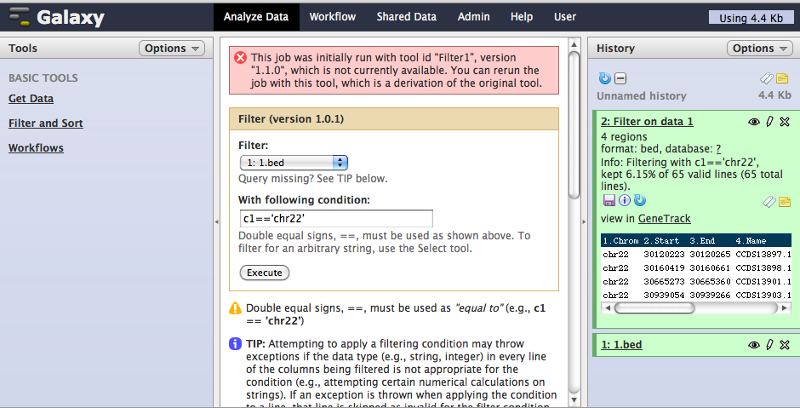 Galaxy
Analyze Data Workflow Shared Data Admin Help User
Using 4.4 Kb
Tools
Options
BASIC TOOLS
Get Data
Filter and Sort
Workflows
This job was initially run with tool id "Filter1", version
"1.1.0", which is not currently available. You can rerun the
job with this tool, which is a derivation of the original tool.
Filter (version 1.0.1)
Filter:
1: 1.bed
Query missing? See TIP below.
With following condition:
c1=='chr22'
Double equal signs, ==, must be used as shown above. To
filter for an arbitrary string, use the Select tool.
Execute
Double equal signs, ==, must be used as "equal to" (e.g., c1
== 'chr22')
TIP: Attempting to apply a filtering condition may throw
exceptions if the data type (e.g., string, integer) in every line
of the columns being filtered is not appropriate for the
condition (e.g., attempting certain numerical calculations on
strings). If an exception is thrown when applying the condition
to a line, that line is skipped as invalid for the filter condition
History
Options
Unnamed history
4.4 Kb
2: Filter on data 1
4 regions
format: bed, database: ?
Info: Filtering with c1=='chr22',
kept 6.15% of 65 valid lines (65 total
lines).
view in GeneTrack
1.Chrom 2.Start 3.End 4.Name
chr22 30120223 30120265 CCDS13897.1
chr22 30160419 30160661 CCDS13898.1
chr22 30665273 30665360 CCDS13901.1
chr22 30939054 30939266 CCDS13903.1
1: 1.bed